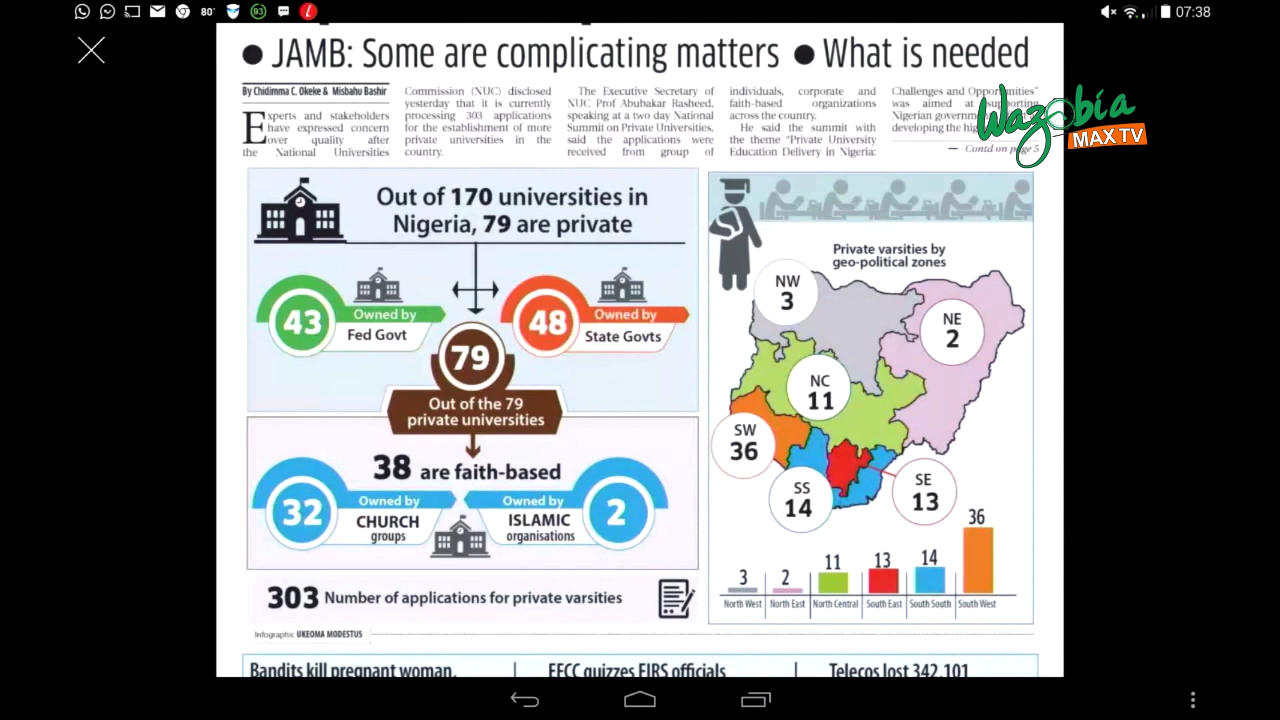 80°
93
07:38
● JAMB: Some are complicating matters ● What is needed
By Chidimma C. Okeke & Misbahu Bashir
Experts and stakeholders
have expressed concern
over quality after
the National Universities
Commission (NUC) disclosed
yesterday that it is currently
processing 303 applications
for the establishment of more
private universities in the
country.
The Executive Secretary of
NUC Prof Abubakar Rasheed,
speaking at a two day National
Summit on Private Universities,
said the applications were
received from group of
individuals, corporate and
faith-based organizations
across the country.
He said the summit with
the theme "Private University
Education Delivery in Nigeria:
Challenges and Opportunities"
was aimed at supporting
Nigerian
developing the
— Contd on page 5
Wazobia
MAX TV
Out of 170 universities in
Nigeria, 79 are private
43
Owned by
Fed Govt
48
Owned by
State Govts
79
Out of the 79
private universities
38 are faith-based
32
Owned by
CHURCH
groups
Owned by
ISLAMIC
organisations
2
303 Number of applications for private varsities
Infographic UKEOMA MODESTUS
Private varsities by
geo-political zones
NW
3
NE
2
NC
11
SW
36
SS
14
SE
13
3 2 11 13 14 36
North West North East North Central South East South South South West
Bandits kill pregnant woman,
EFCC quizzes FIRS officials
Telecos lost 342,101